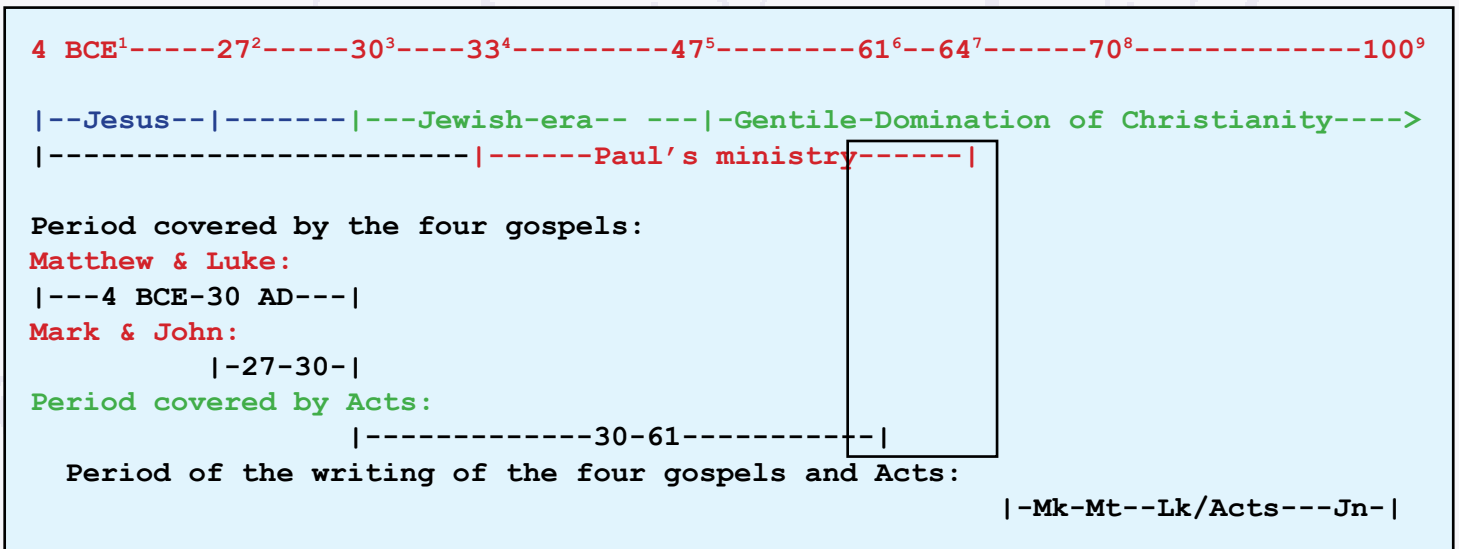 4 BCE¹-----27²-----30³----33⁴---------47⁵--------61⁶--64⁷------70⁸-------------100⁹
|--Jesus--|-------|---Jewish-era-- ---|-Gentile-Domination of Christianity---->
|------------------------|------Paul’s ministry------|
Period covered by the four gospels:
Matthew & Luke:
|---4 BCE-30 AD---|
Mark & John:
|-27-30-|
Period covered by Acts:
|-------------30-61-----------|
Period of the writing of the four gospels and Acts:
|-Mk-Mt--Lk/Acts---Jn-|